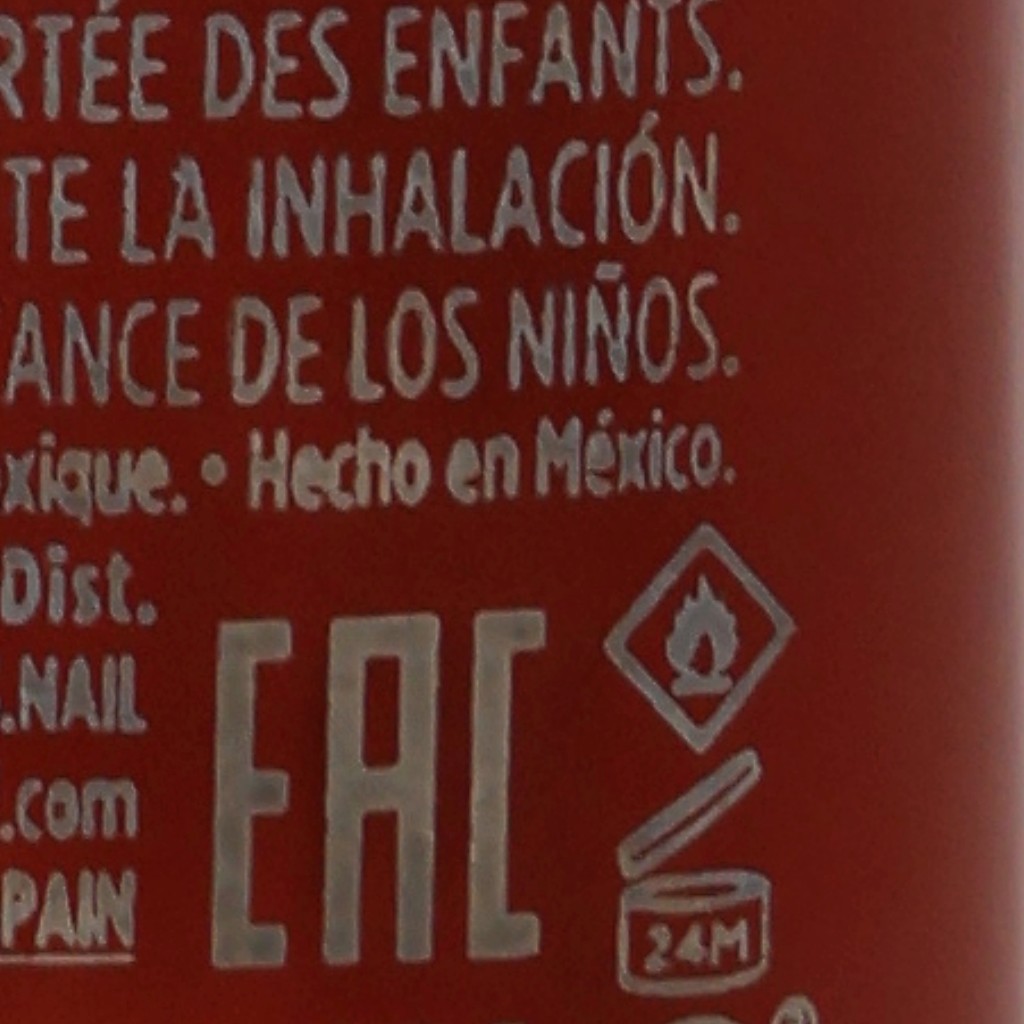 RTÉE DES ENFANTS.
TE LA INHALACIÓN.
ANCE DE LOS NIÑOS.
xique. • Hecho en México.
Dist.
.NAIL
.com
PAIN
EAC
24M